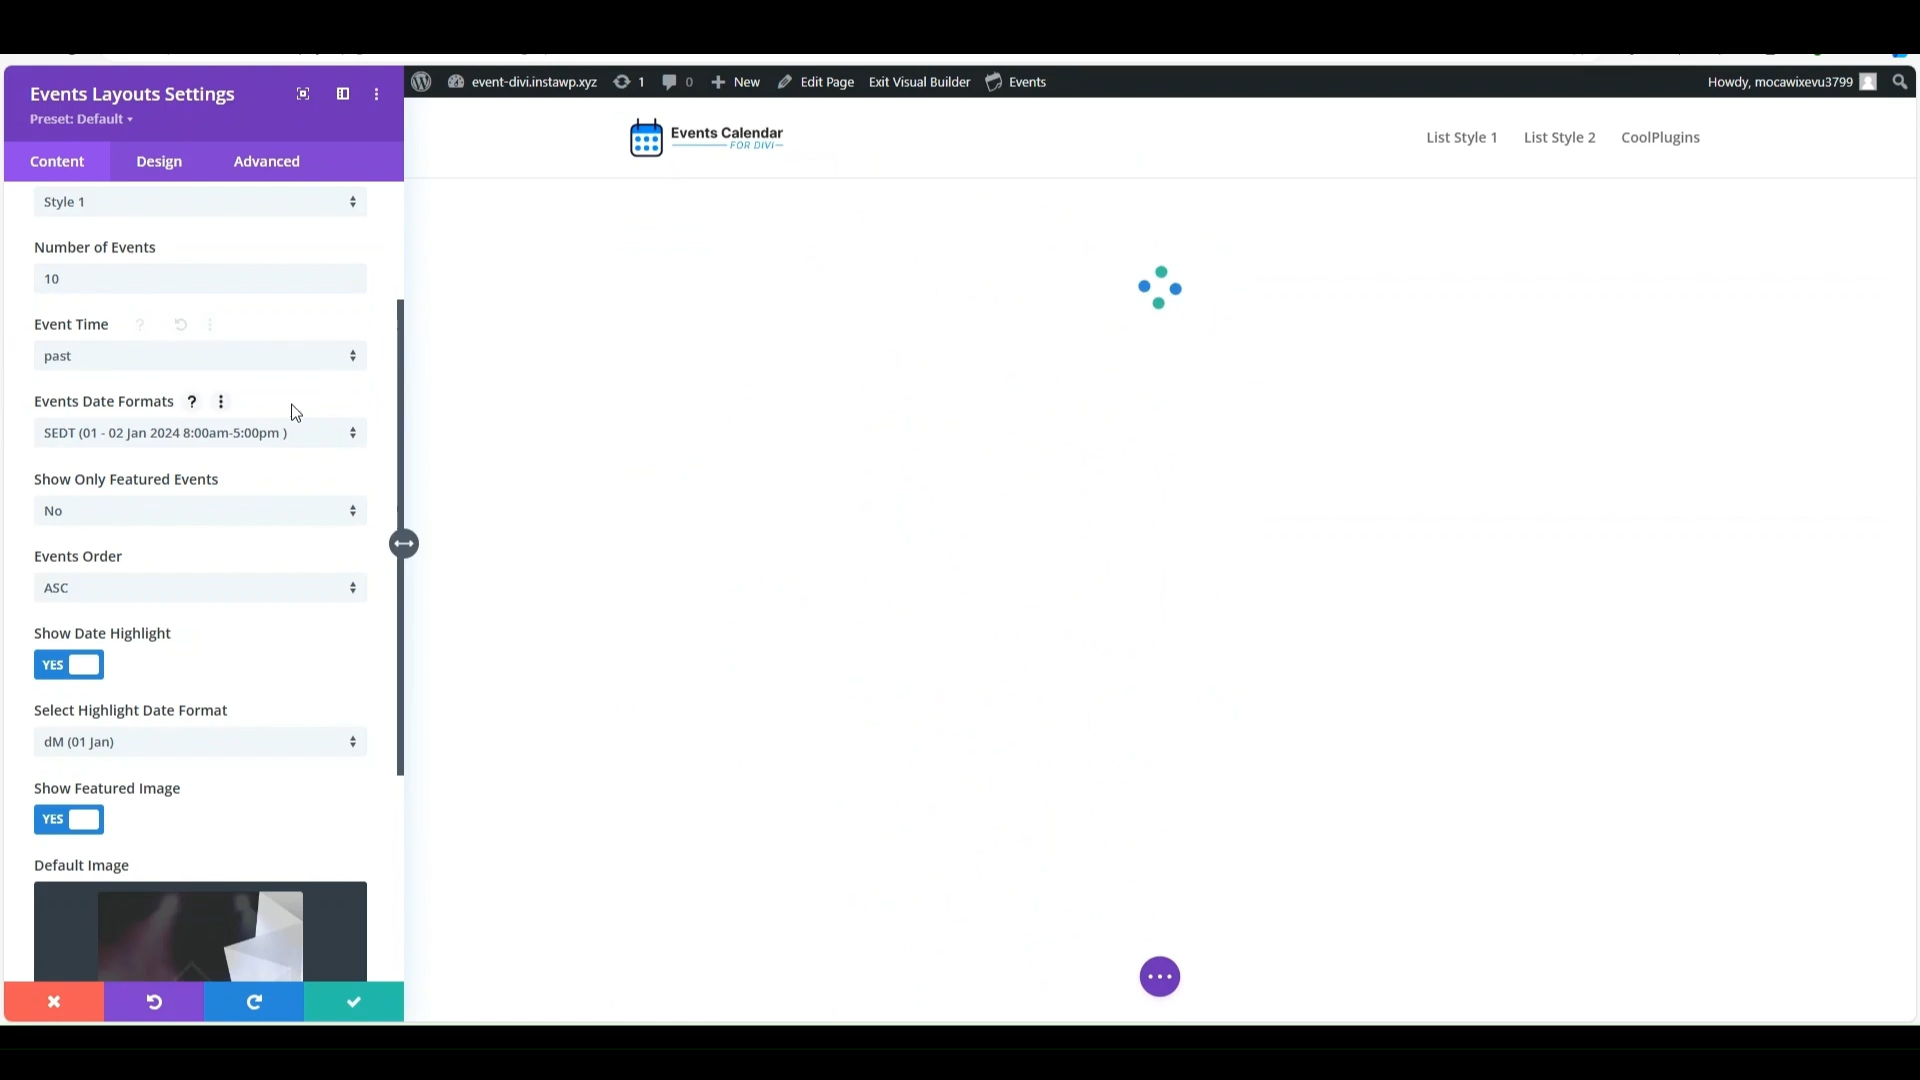 Events Layouts Settings
Preset: Default
Content Design Advanced
Style 1
Number of Events
10
Event Time ?
past
Events Date Formats ?
SEDT (01 - 02 Jan 2024 8:00am-5:00pm )
Show Only Featured Events
No
Events Order
ASC
Show Date Highlight
YES
Select Highlight Date Format
dM (01 Jan)
Show Featured Image
YES
Default Image
event-divi.instawp.xyz 1 0 New Edit Page Exit Visual Builder Events Howdy, mocawixevu3799
Events Calendar
FOR DIVI
List Style 1 List Style 2 CoolPlugins